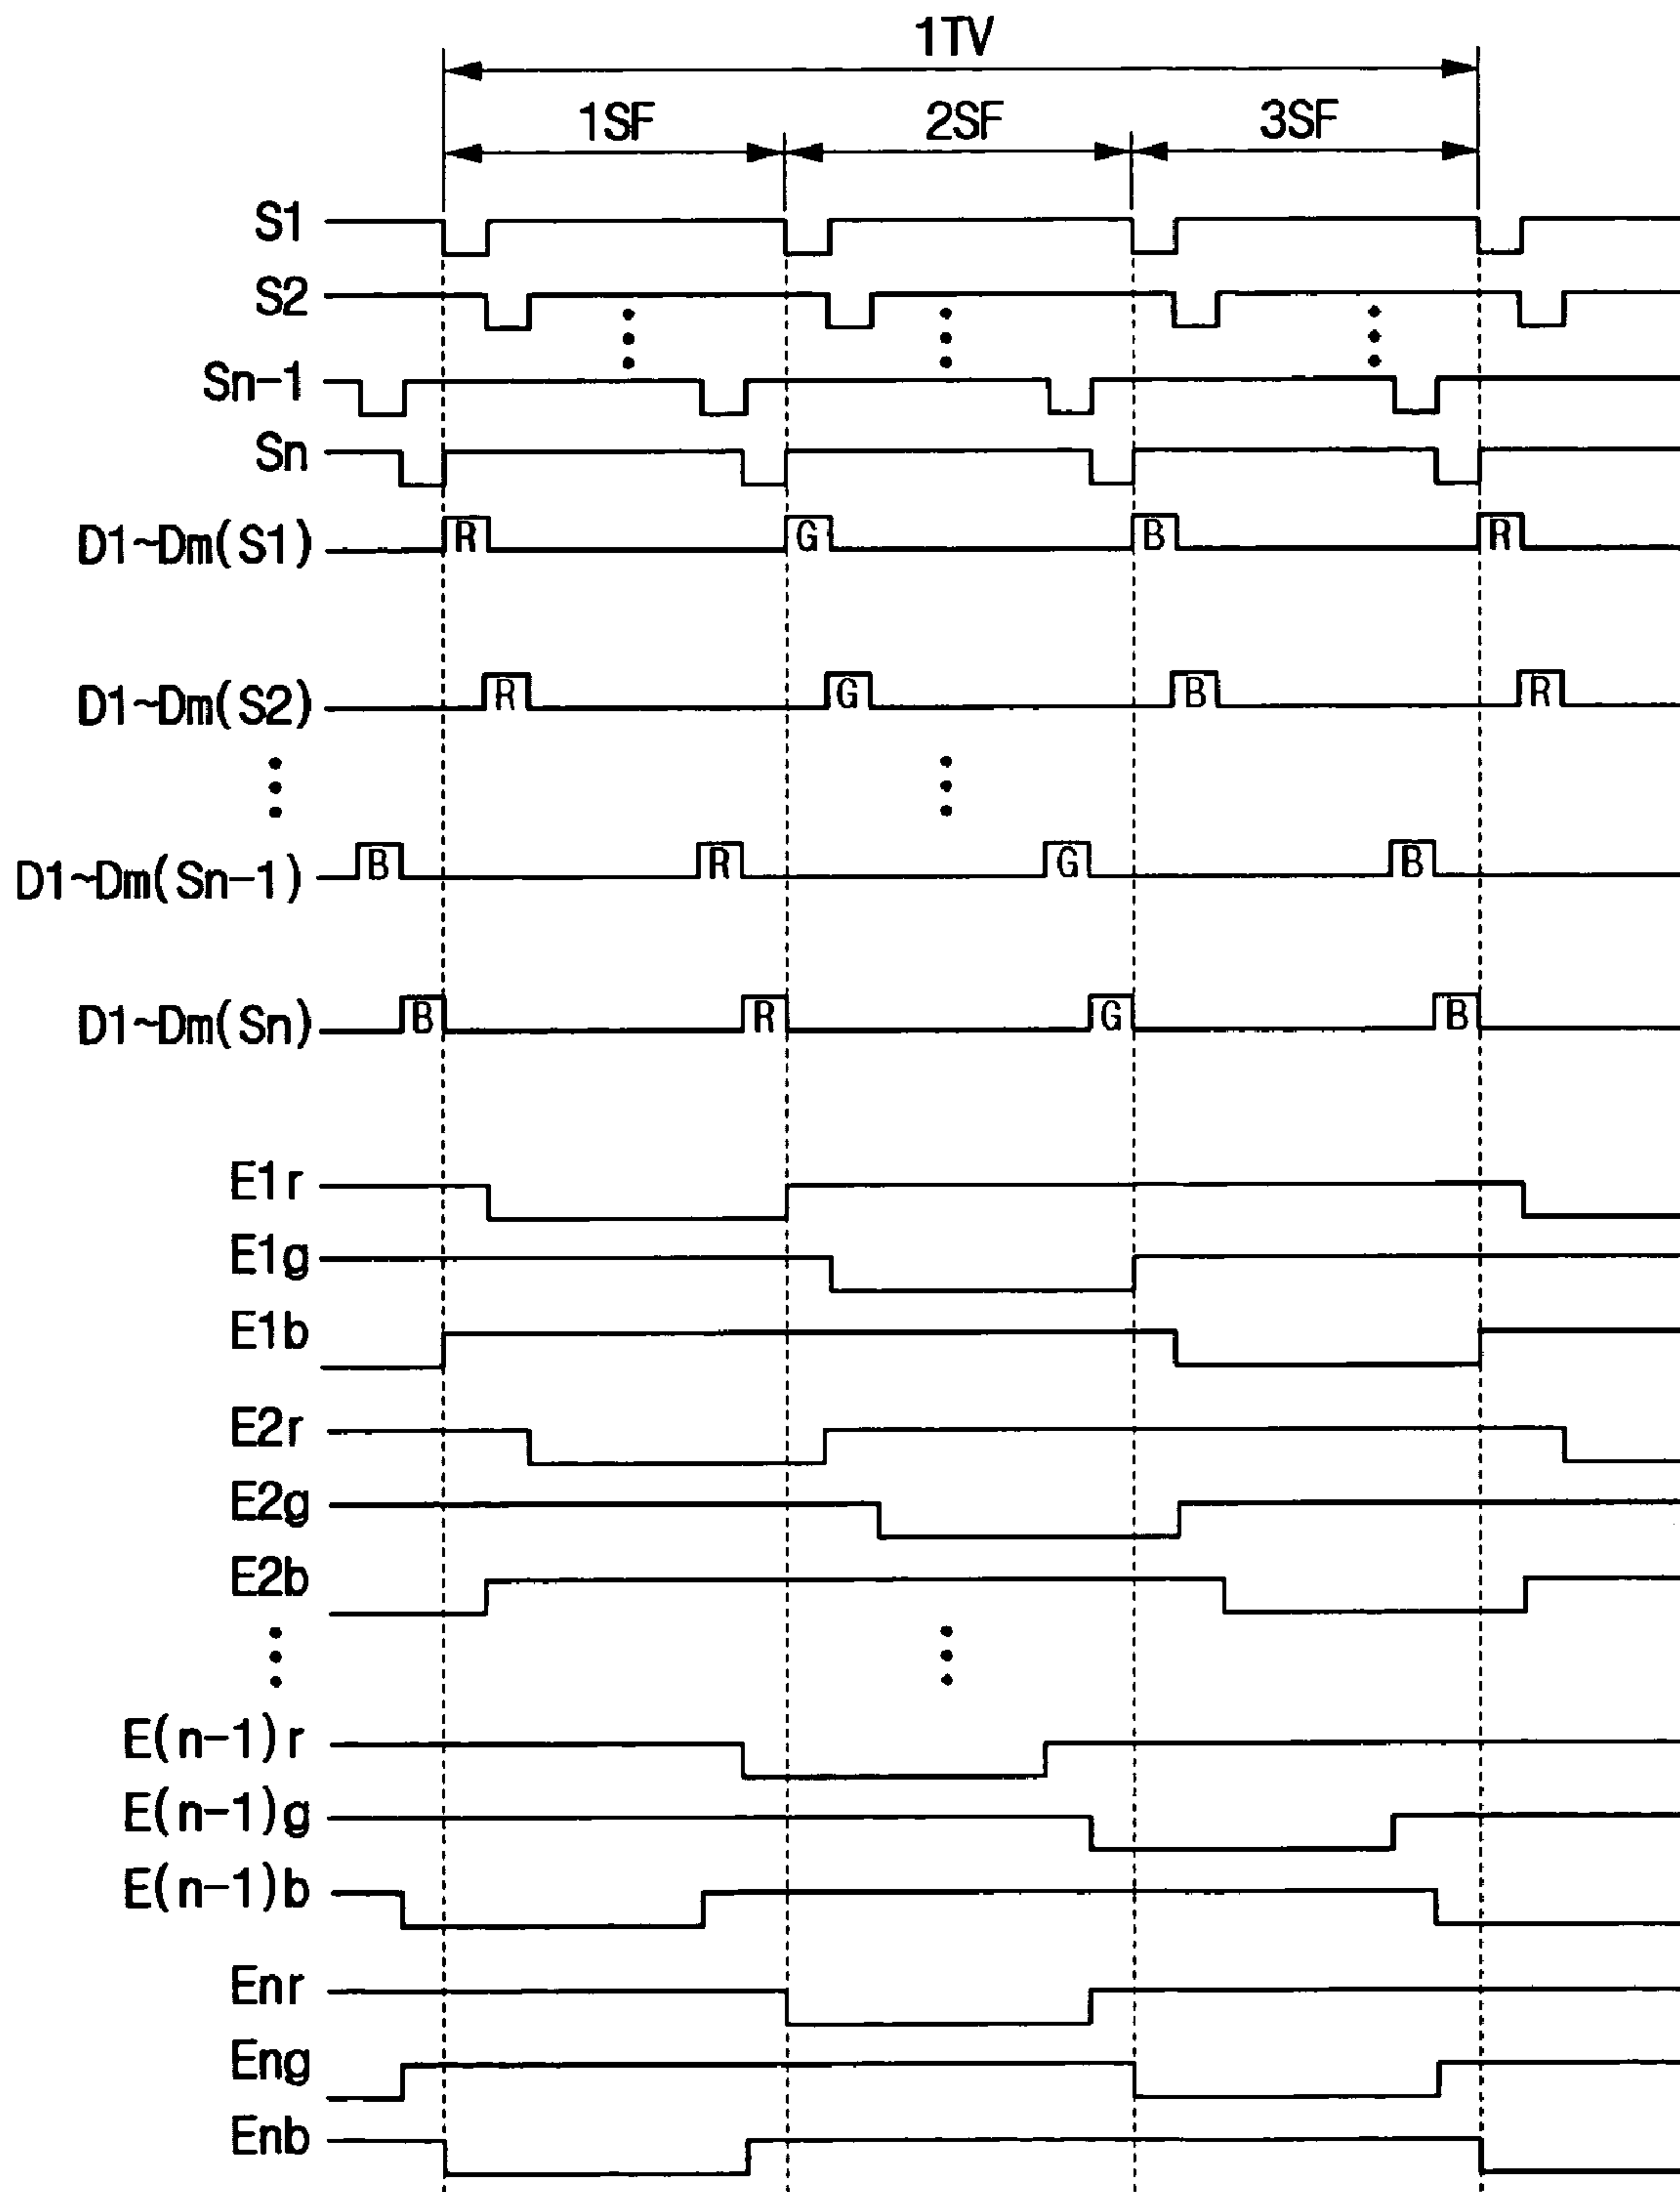 1TV
1SF 2SF 3SF
S1
S2
Sn-1
Sn
D1~Dm(S1) R G B R
D1~Dm(S2) R G B R
D1~Dm(Sn-1) B R G B
D1~Dm(Sn) B R G B
E1r
E1g
E1b
E2r
E2g
E2b
E(n-1)r
E(n-1)g
E(n-1)b
Enr
Eng
Enb